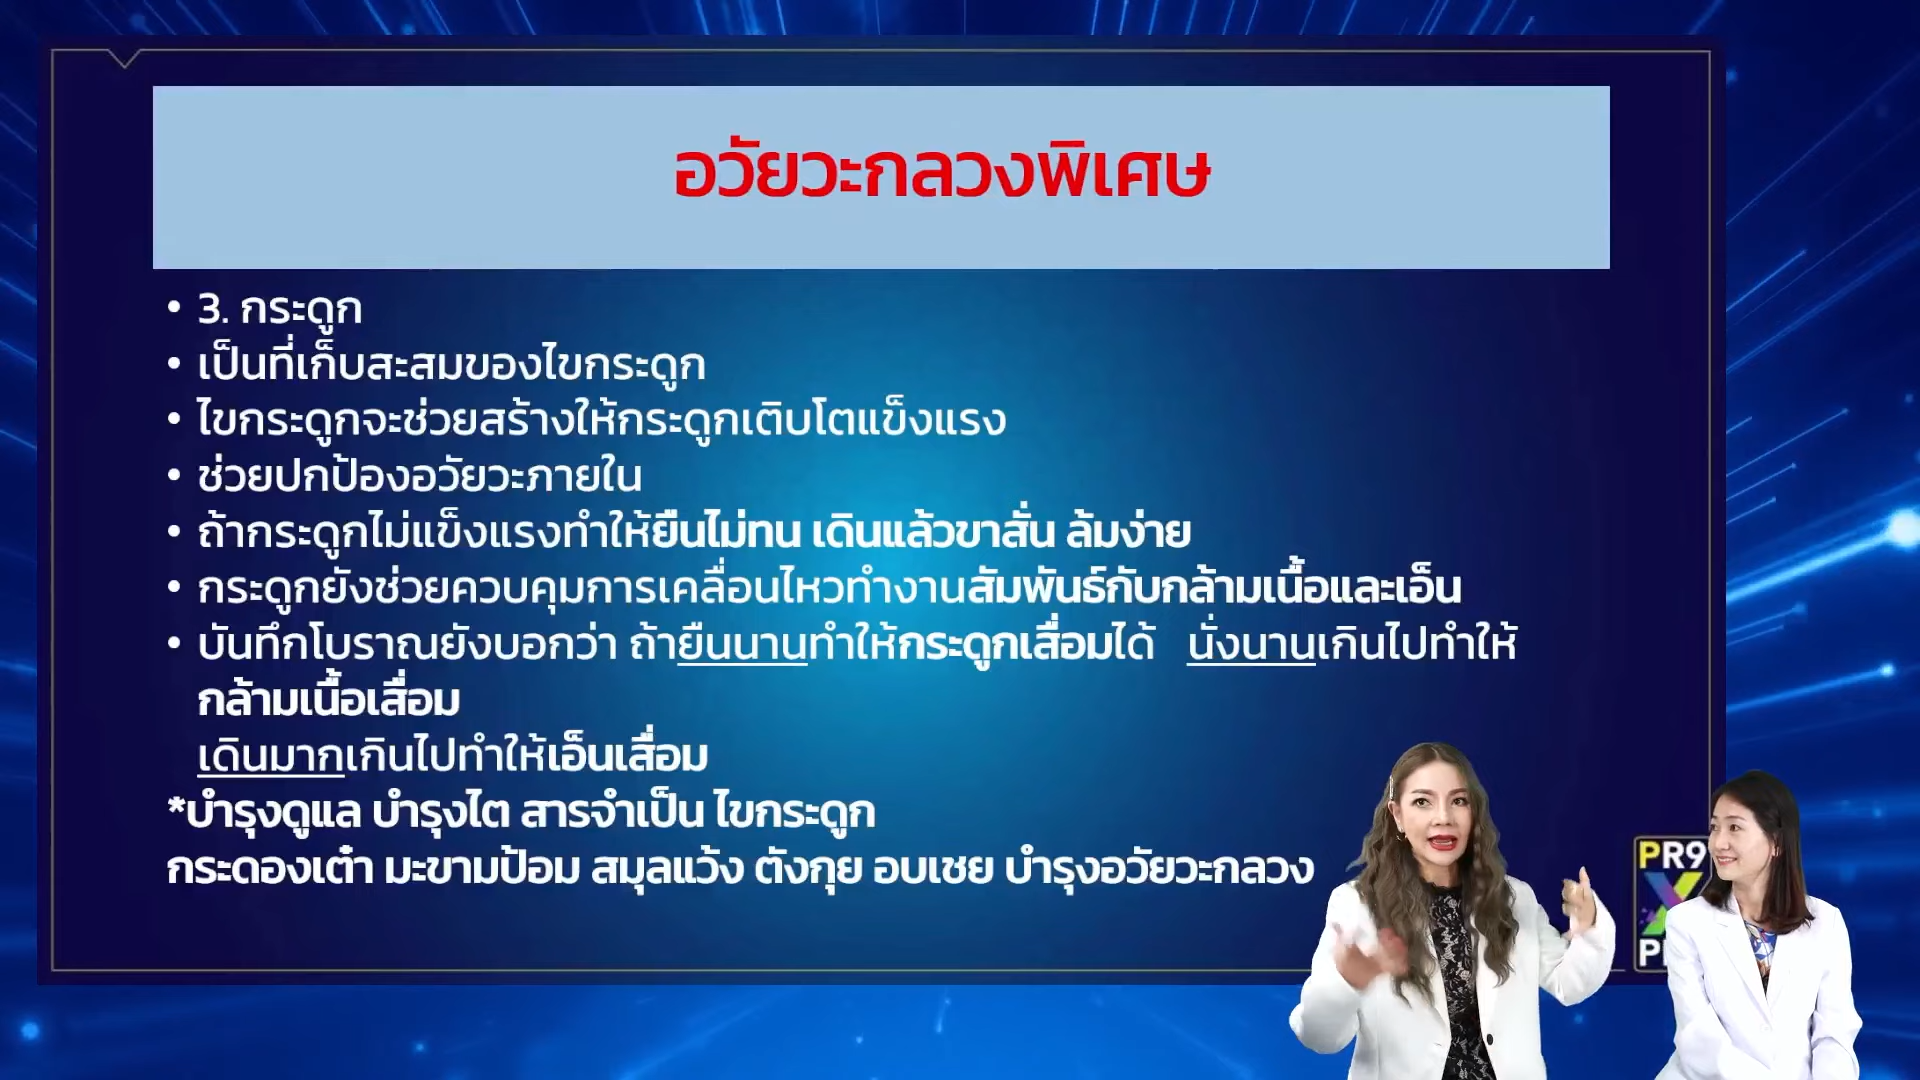 อวัยวะกลวงพิเศษ
• 3. กระดูก
• เป็นที่เก็บสะสมของไขกระดูก
• ไขกระดูกจะช่วยสร้างให้กระดูกเติบโตแข็งแรง
• ช่วยปกป้องอวัยวะภายใน
• ถ้ากระดูกไม่แข็งแรงทำให้ยืนไม่ทน เดินแล้วขาสั่น ล้มง่าย
• กระดูกยังช่วยควบคุมการเคลื่อนไหวทำงานสัมพันธ์กับกล้ามเนื้อและเอ็น
• บันทึกโบราณยังบอกว่า ถ้ายืนนานทำให้กระดูกเสื่อมได้ นั่งนานเกินไปทำให้
กล้ามเนื้อเสื่อม
เดินมากเกินไปทำให้เอ็นเสื่อม
*บำรุงดูแล บำรุงไต สารจำเป็น ไขกระดูก
กระดองเต๋า มะขามป้อม สมุลแว้ง ตังกุย อบเชย บำรุงอวัยวะกลวง
PR9
X